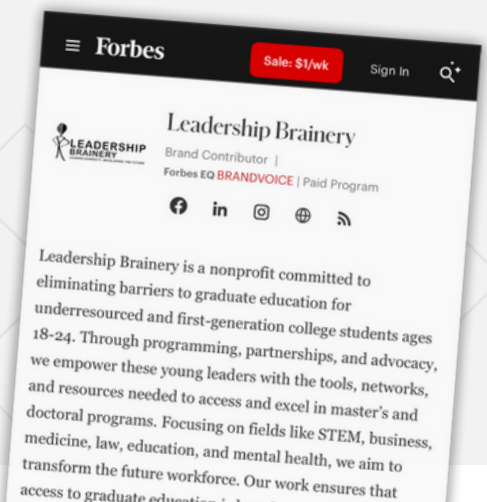 Forbes
Sale: $1/wk
Sign In
LEADERSHIP
BRAINERY
Leadership Brainery
Brand Contributor |
Forbes EQ BRANDVOICE | Paid Program
Leadership Brainery is a nonprofit committed to
eliminating barriers to graduate education for
underresourced and first-generation college students ages
18-24. Through programming, partnerships, and advocacy,
we empower these young leaders with the tools, networks,
and resources needed to access and excel in master's and
doctoral programs. Focusing on fields like STEM, business,
medicine, law, education, and mental health, we aim to
transform the future workforce. Our work ensures that
access to graduate education